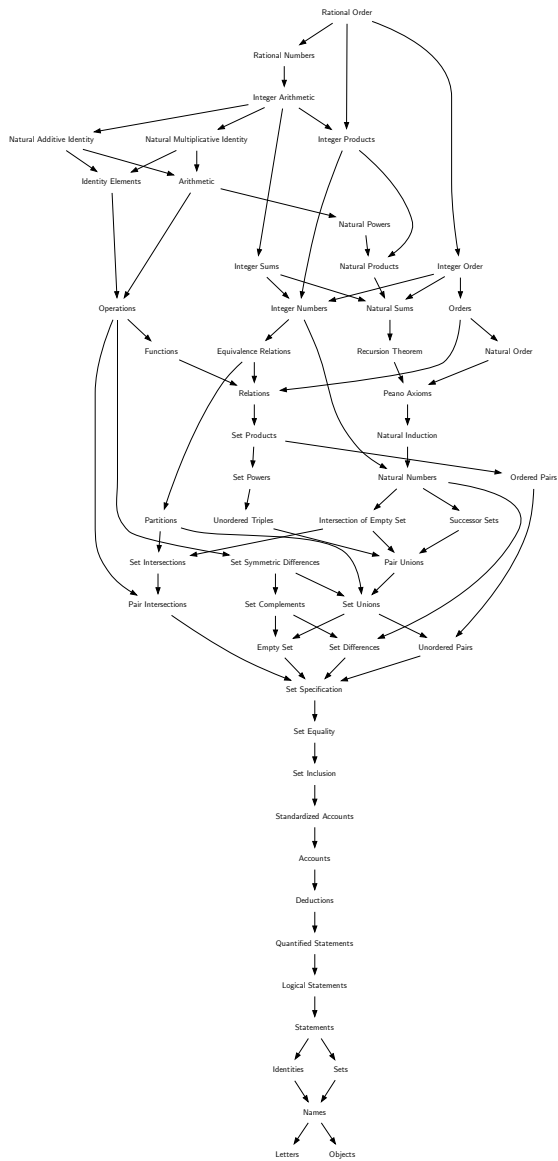 Rational Order
Rational Numbers
Integer Arithmetic
Natural Additive Identity
Natural Multiplicative Identity
Integer Products
Identity Elements
Arithmetic
Natural Powers
Integer Sums
Natural Products
Integer Order
Operations
Integer Numbers
Natural Sums
Orders
Functions
Equivalence Relations
Recursion Theorem
Natural Order
Relations
Peano Axioms
Set Products
Natural Induction
Set Powers
Natural Numbers
Ordered Pairs
Partitions
Unordered Triples
Intersection of Empty Set
Successor Sets
Set Intersections
Set Symmetric Differences
Pair Unions
Pair Intersections
Set Complements
Set Unions
Empty Set
Set Differences
Unordered Pairs
Set Specification
Set Equality
Set Inclusion
Standardized Accounts
Accounts
Deductions
Quantified Statements
Logical Statements
Statements
Identities
Sets
Names
Letters
Objects